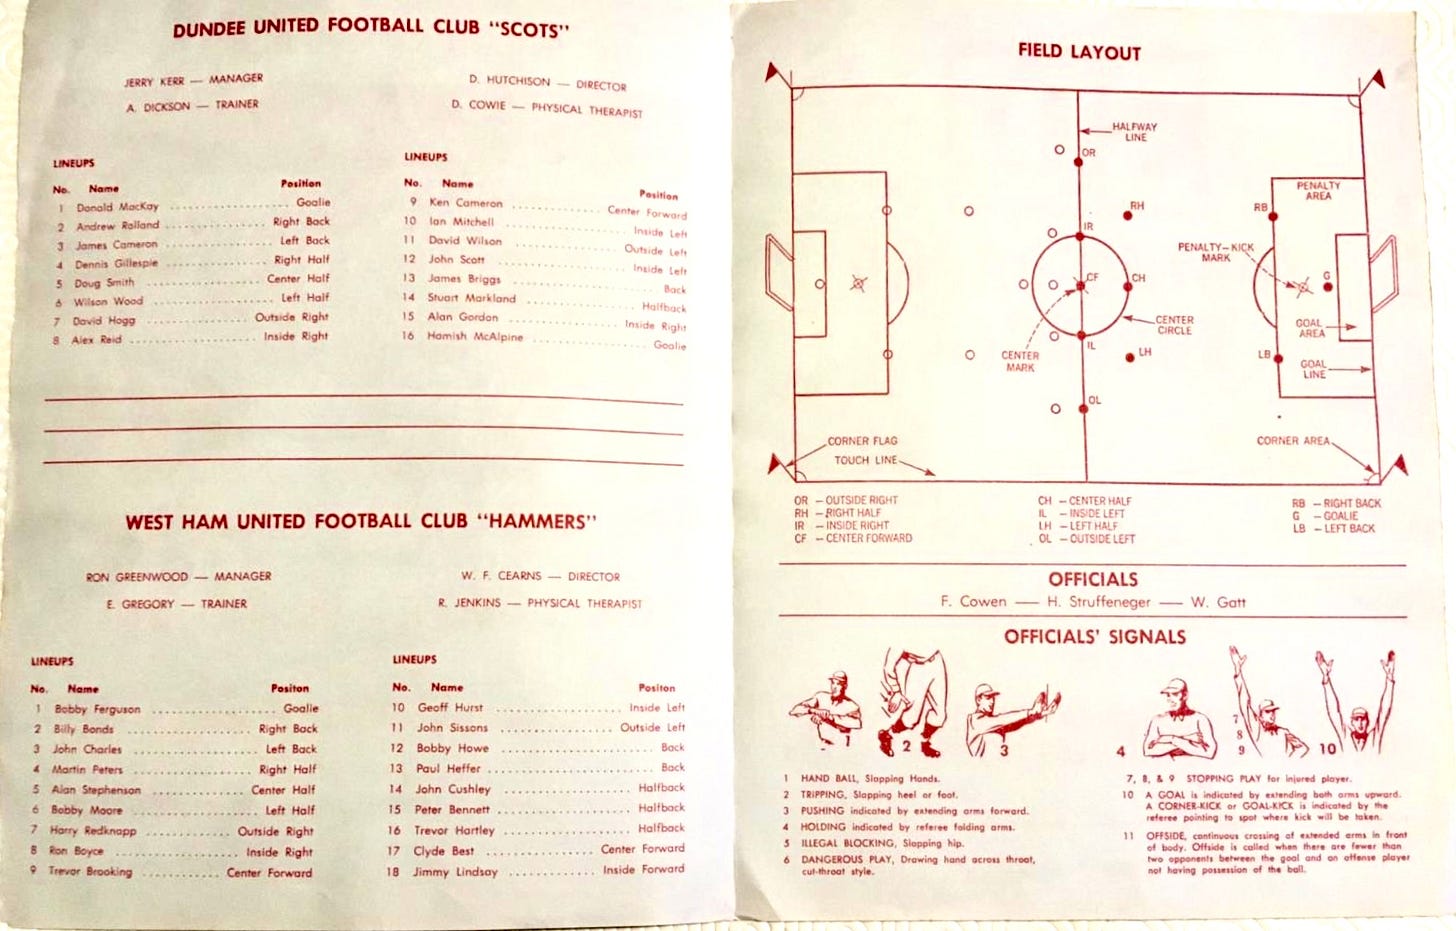 DUNDEE UNITED FOOTBALL CLUB "SCOTS"
JERRY KERR — MANAGER
A. DICKSON — TRAINER
D. HUTCHISON — DIRECTOR
D. COWIE — PHYSICAL THERAPIST
LINEUPS
No. Name Position
1 Donald MacKay .................... Goalie
2 Andrew Rolland .................... Right Back
3 James Cameron .................... Left Back
4 Dennis Gillespie .................... Right Half
5 Doug Smith .................... Center Half
6 Wilson Wood .................... Left Half
7 David Hogg .................... Outside Right
8 Alex Reid .................... Inside Right
LINEUPS
No. Name Position
9 Ken Cameron .................... Center Forward
10 Ian Mitchell .................... Inside Left
11 David Wilson .................... Outside Left
12 John Scott .................... Inside Left
13 James Briggs .................... Back
14 Stuart Markland .................... Halfback
15 Alan Gordon .................... Inside Right
16 Hamish McAlpine .................... Goalie
WEST HAM UNITED FOOTBALL CLUB "HAMMERS"
RON GREENWOOD — MANAGER
E. GREGORY — TRAINER
W. F. CEARNS — DIRECTOR
R. JENKINS — PHYSICAL THERAPIST
LINEUPS
No. Name Positon
1 Bobby Ferguson .................... Goalie
2 Billy Bonds .................... Right Back
3 John Charles .................... Left Back
4 Martin Peters .................... Right Half
5 Alan Stephenson .................... Center Half
6 Bobby Moore .................... Left Half
7 Harry Redknapp .................... Outside Right
8 Ron Boyce .................... Inside Right
9 Trevor Brooking .................... Center Forward
LINEUPS
No. Name Positon
10 Geoff Hurst .................... Inside Left
11 John Sissons .................... Outside Left
12 Bobby Howe .................... Back
13 Paul Heffer .................... Back
14 John Cushley .................... Halfback
15 Peter Bennett .................... Halfback
16 Trevor Hartley .................... Halfback
17 Clyde Best .................... Center Forward
18 Jimmy Lindsay .................... Inside Forward
FIELD LAYOUT
HALFWAY
LINE
OR
RH
IR
CF
CH
CENTER
CIRCLE
CENTER
MARK
IL
LH
OL
PENALTY
AREA
RB
PENALTY-KICK
MARK
G
GOAL
AREA
LB
GOAL
LINE
CORNER FLAG
TOUCH LINE
CORNER AREA
OR — OUTSIDE RIGHT
RH — RIGHT HALF
IR — INSIDE RIGHT
CF — CENTER FORWARD
CH — CENTER HALF
IL — INSIDE LEFT
LH — LEFT HALF
OL — OUTSIDE LEFT
RB — RIGHT BACK
G — GOALIE
LB — LEFT BACK
OFFICIALS
F. Cowen — H. Struffeneger — W. Gatt
OFFICIALS' SIGNALS
1
2
3
4
7
8
9
10
1 HAND BALL, Slapping Hands.
2 TRIPPING, Slapping heel or foot.
3 PUSHING indicated by extending arms forward.
4 HOLDING indicated by referee folding arms.
5 ILLEGAL BLOCKING, Slapping hip.
6 DANGEROUS PLAY, Drawing hand across throat,
cut-throat style.
7, 8, & 9 STOPPING PLAY for injured player.
10 A GOAL is indicated by extending both arms upward.
A CORNER-KICK or GOAL-KICK is indicated by the
referee pointing to spot where kick will be taken.
11 OFFSIDE, continuous crossing of extended arms in front
of body. Offside is called when there are fewer than
two opponents between the goal and an offense player
not having possession of the ball.